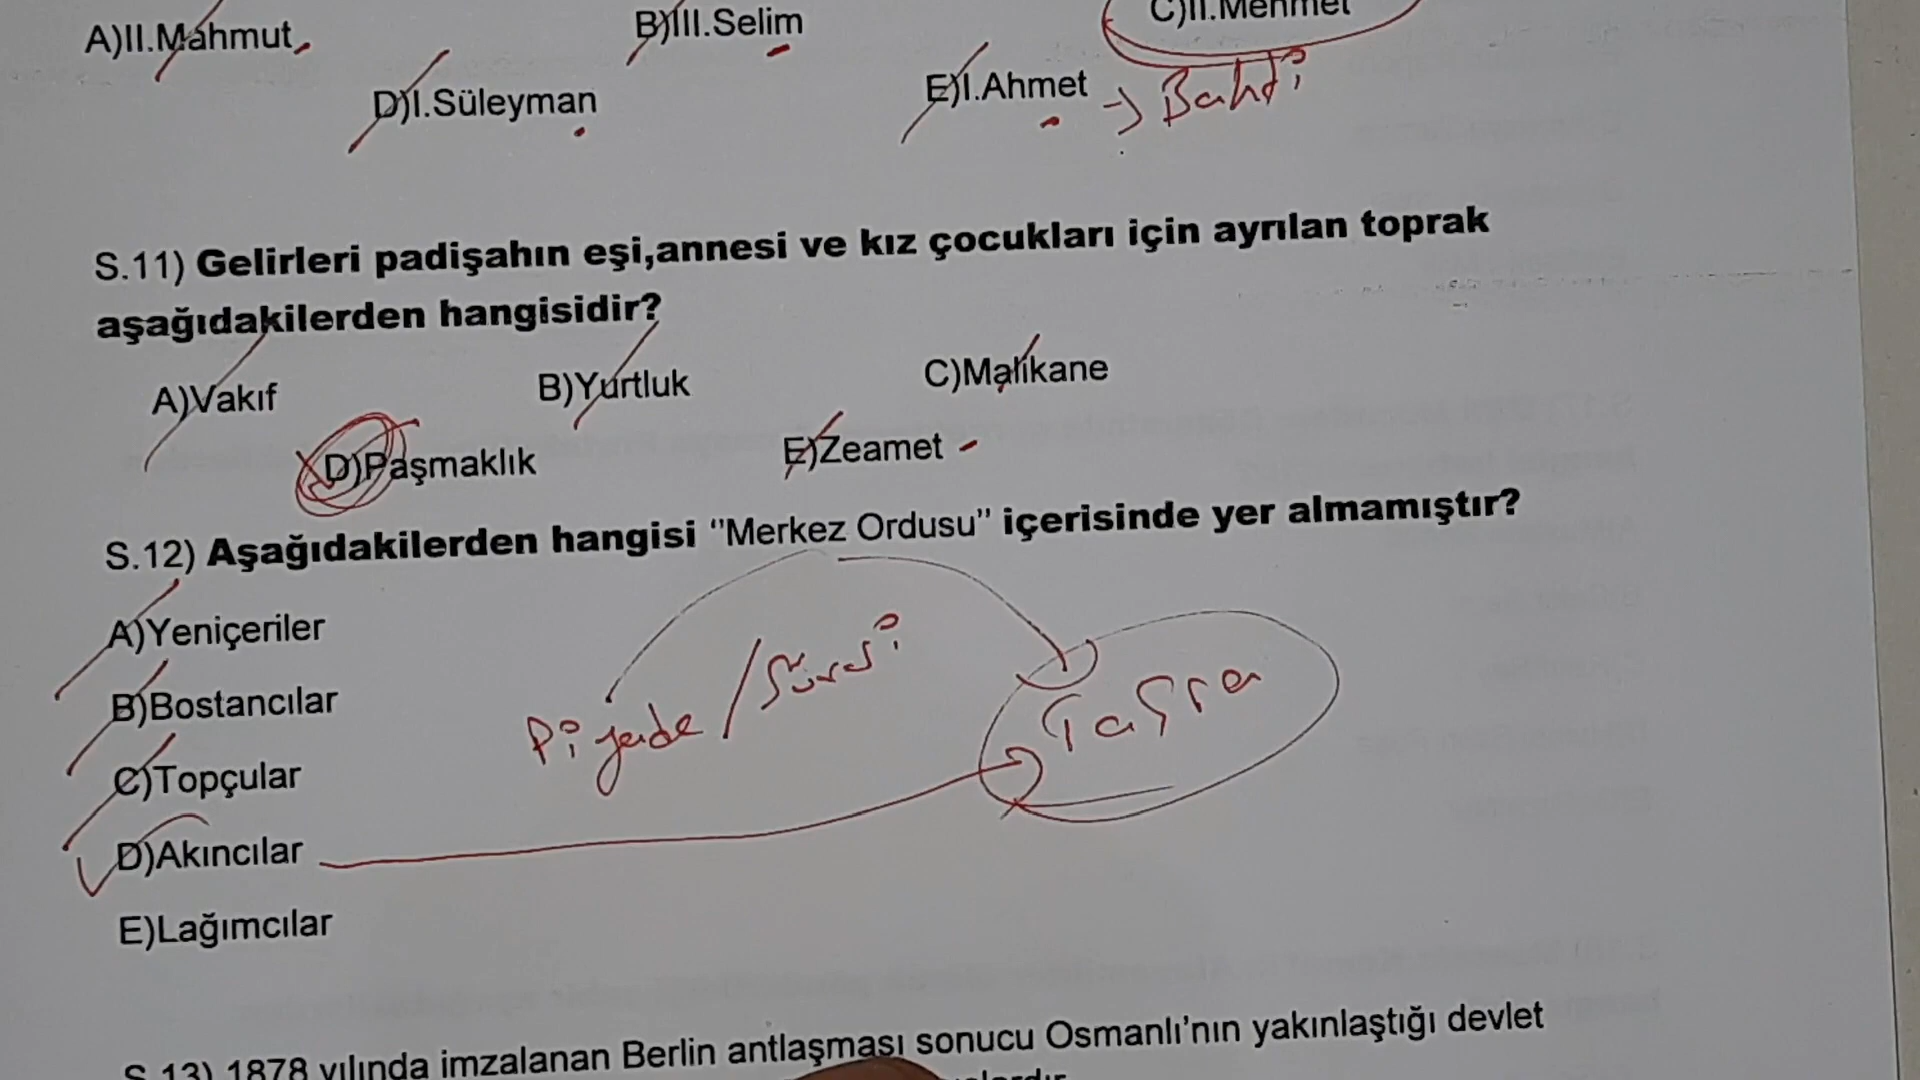 A)II.Mahmut
B)III.Selim
C)II.Mehmet
D)I.Süleyman
E)I.Ahmet → Bahtî
S.11) Gelirleri padişahın eşi,annesi ve kız çocukları için ayrılan toprak
aşağıdakilerden hangisidir?
A)Vakıf
B)Yurtluk
C)Malikane
D)Paşmaklık
E)Zeamet
S.12) Aşağıdakilerden hangisi "Merkez Ordusu" içerisinde yer almamıştır?
A)Yeniçeriler
B)Bostancılar
C)Topçular
D)Akıncılar
E)Lağımcılar
Piyade / Süvari
Taşra
S.13) 1878 yılında imzalanan Berlin antlaşması sonucu Osmanlı'nın yakınlaştığı devlet